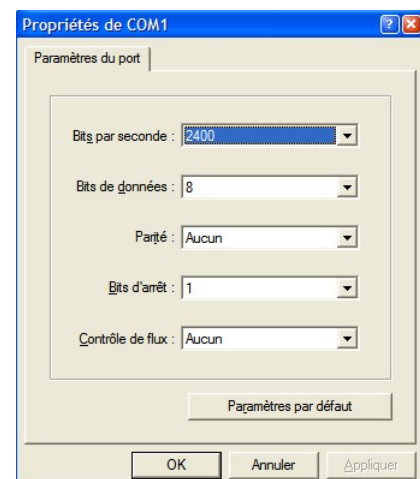 Propriétés de COM1
Paramètres du port
Bits par seconde : 2400
Bits de données : 8
Parité : Aucun
Bits d'arrêt : 1
Contrôle de flux : Aucun
Paramètres par défaut
OK Annuler Appliquer